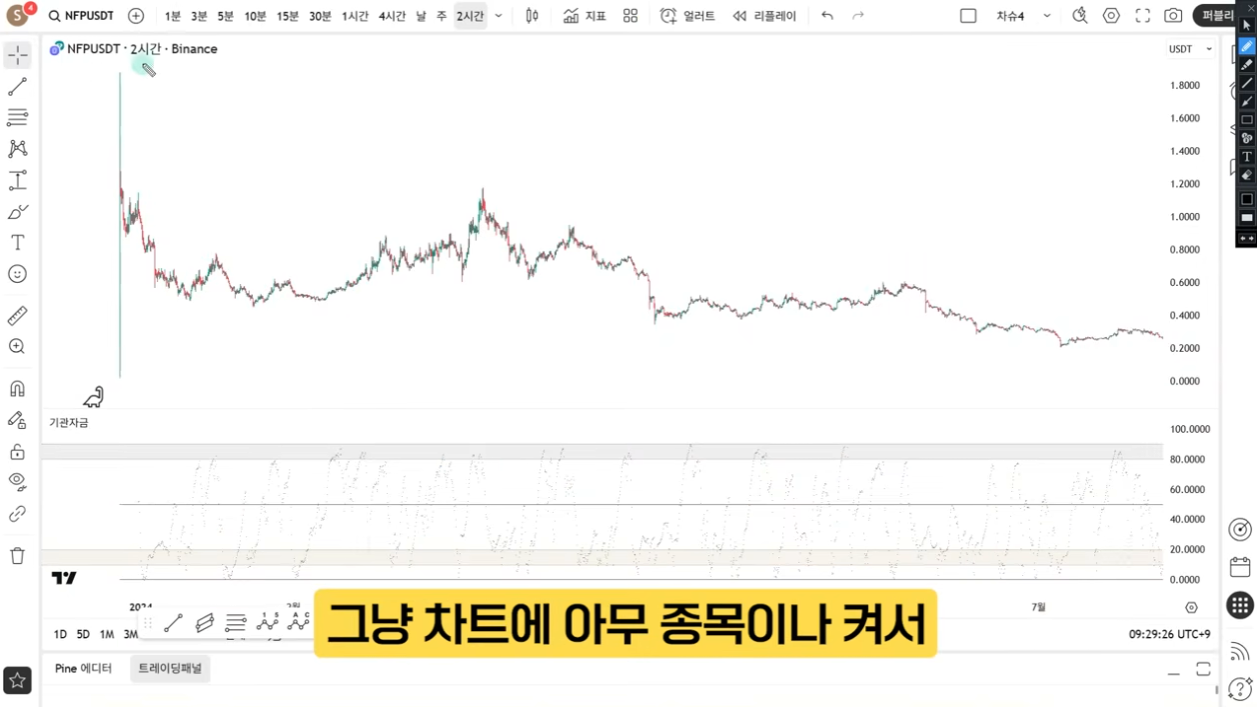 S 4 NFPUSDT 1분 3분 5분 10분 15분 30분 1시간 4시간 날 주 2시간 지표 얼러트 리플레이 차슈4 퍼블리
NFPUSDT · 2시간 · Binance
USDT
1.8000
1.6000
1.4000
1.2000
1.0000
0.8000
0.6000
0.4000
0.2000
0.0000
기관자금
100.0000
80.0000
60.0000
40.0000
20.0000
0.0000
2024
7월
그냥 차트에 아무 종목이나 켜서
1D 5D 1M 3M
09:29:26 UTC+9
Pine 에디터 트레이딩패널